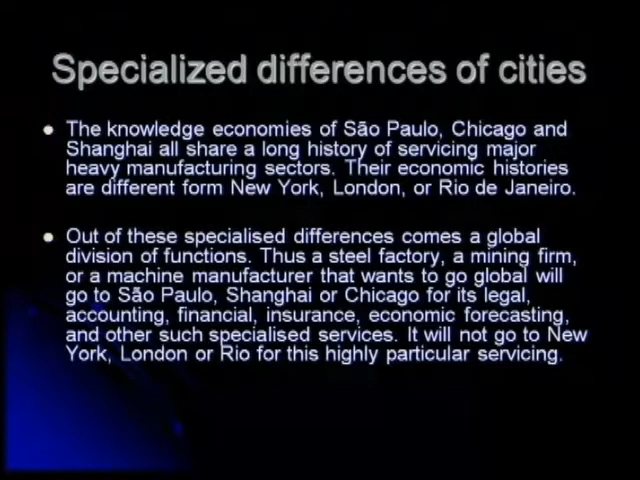 Specialized differences of cities
The knowledge economies of São Paulo, Chicago and
Shanghai all share a long history of servicing major
heavy manufacturing sectors. Their economic histories
are different form New York, London, or Rio de Janeiro.
Out of these specialised differences comes a global
division of functions. Thus a steel factory, a mining firm,
or a machine manufacturer that wants to go global will
go to São Paulo, Shanghai or Chicago for its legal,
accounting, financial, insurance, economic forecasting,
and other such specialised services. It will not go to New
York, London or Rio for this highly particular servicing.